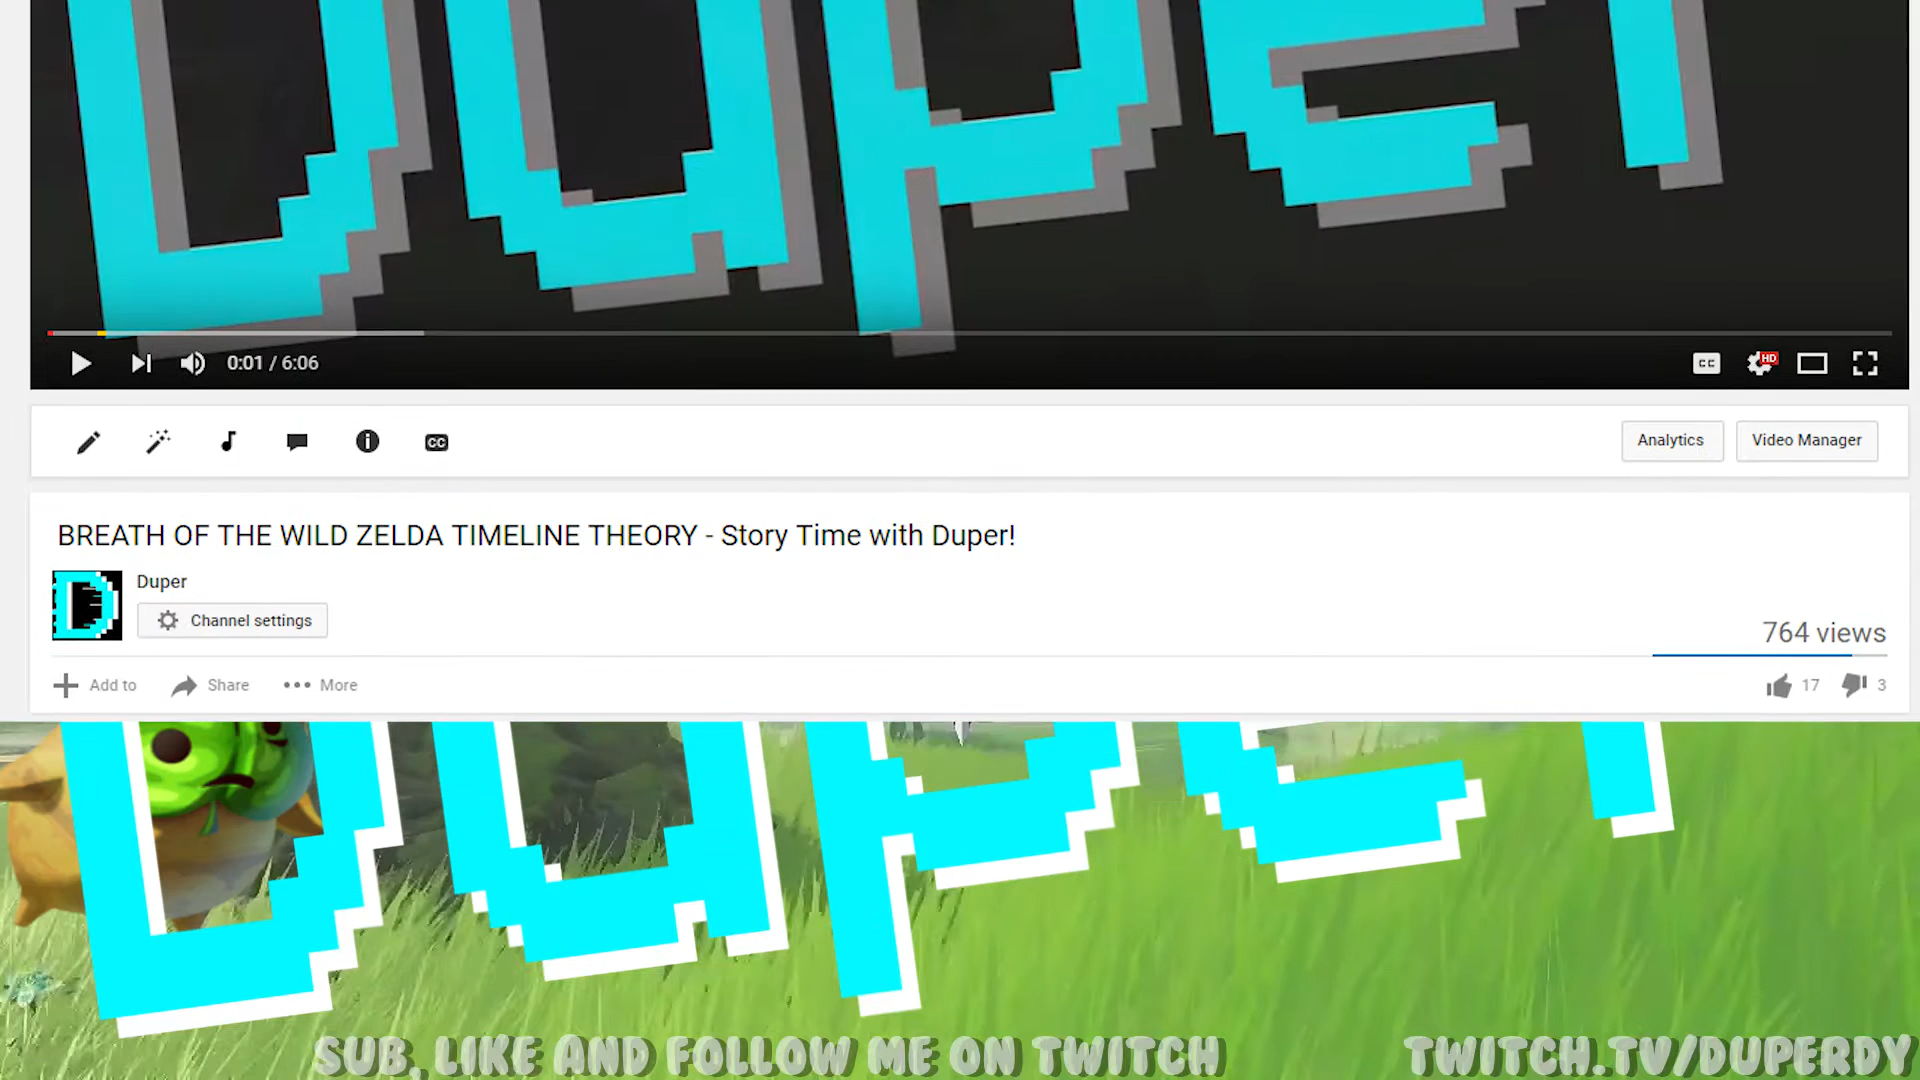 Duper
0:01 / 6:06
CC
HD
CC
Analytics
Video Manager
BREATH OF THE WILD ZELDA TIMELINE THEORY - Story Time with Duper!
D
Duper
Channel settings
764 views
Add to
Share
More
17
3
Duper
SUB, LIKE AND FOLLOW ME ON TWITCH
TWITCH.TV/DUPERDY